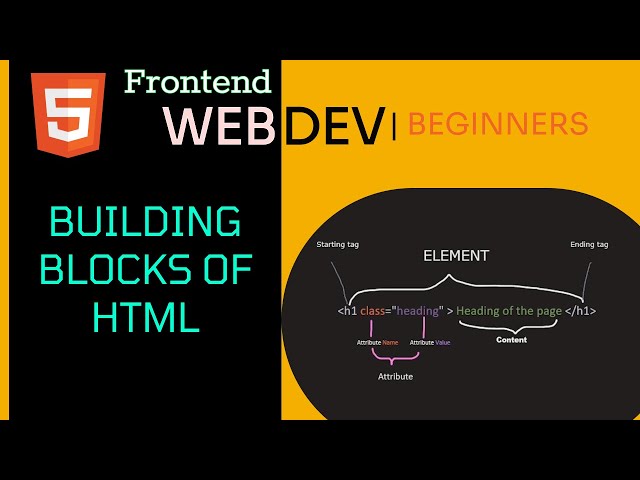 5
Frontend
WEBDEV| BEGINNERS
BUILDING
BLOCKS OF
HTML
Starting tag
Ending tag
ELEMENT
<h1 class="heading" > Heading of the page </h1>
Attribute Name
Attribute Value
Content
Attribute